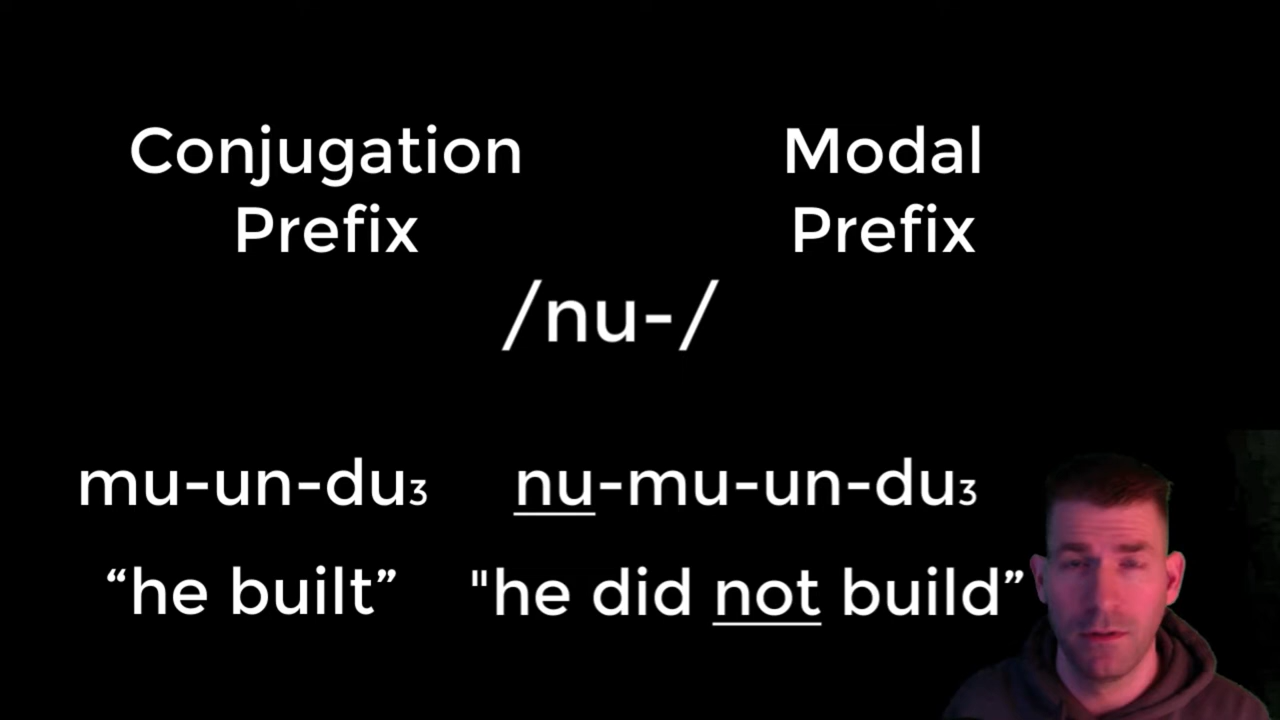 Conjugation Prefix
Modal Prefix
/nu-/
mu-un-du₃
nu-mu-un-du₃
“he built”
"he did not build”